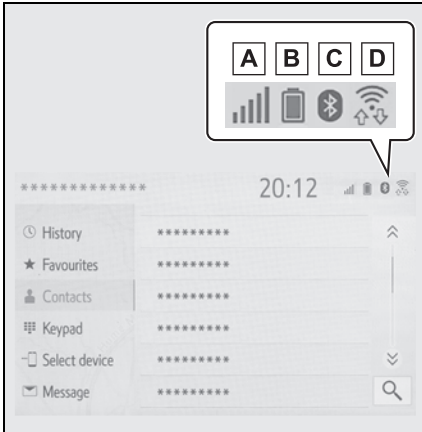 A B C D
************* 20:12
History *********
Favourites *********
Contacts *********
Keypad *********
Select device *********
Message *********